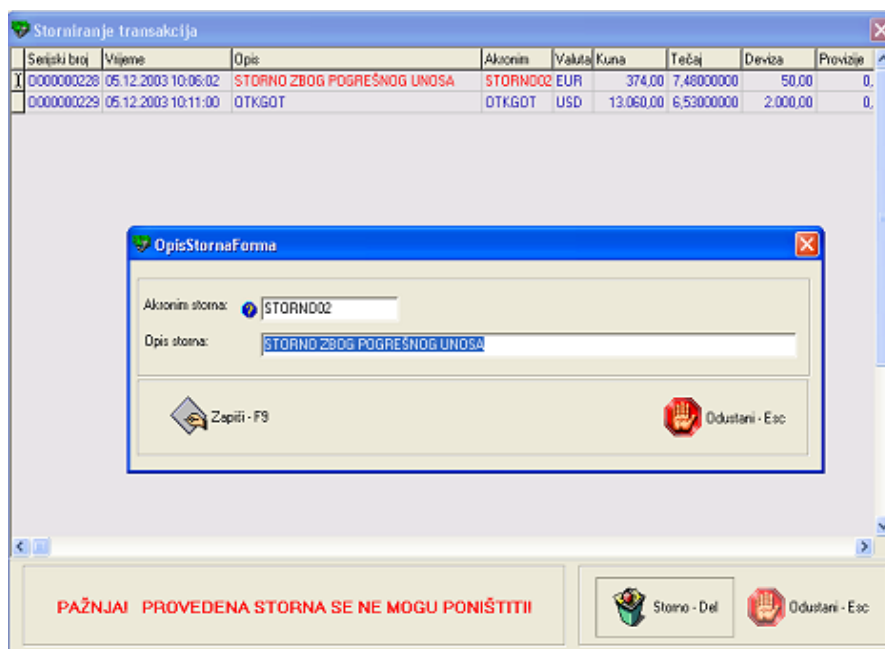 Storniranje transakcija
Serijski broj Vrijeme Opis Akronim Valuta Kuna Tečaj Deviza Provizije
0000000228 05.12.2003 10:06:02 STORNO ZBOG POGREŠNOG UNOSA STORNO02 EUR 374,00 7,48000000 50,00 0,
0000000229 05.12.2003 10:11:00 OTKGOT OTKGOT USD 13.060,00 6,53000000 2.000,00 0,
OpisStornaForma
Akronim storna: STORNO02
Opis storna: STORNO ZBOG POGREŠNOG UNOSA
Zapiši - F9 Odustani - Esc
PAŽNJA! PROVEDENA STORNA SE NE MOGU PONIŠTITI! Storno - Del Odustani - Esc